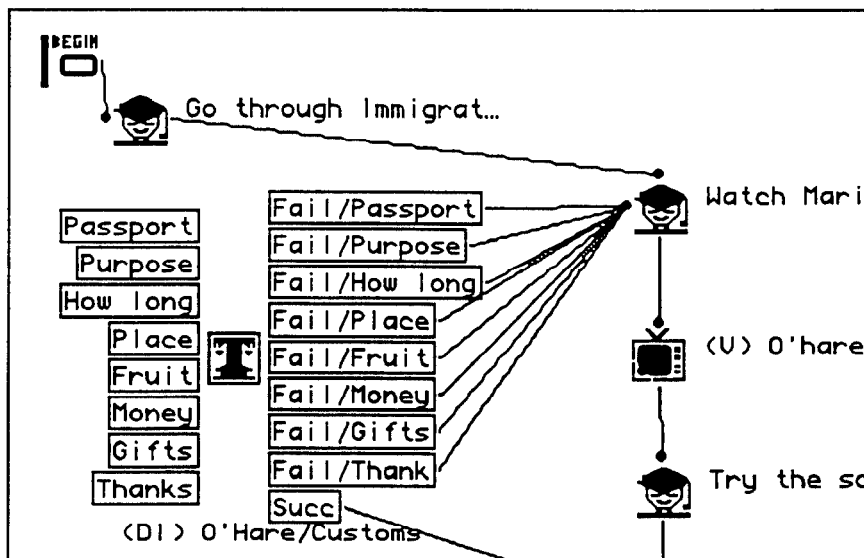 BEGIN
Go through Immigrat…
Watch Mari
Passport
Purpose
How long
Place
Fruit
Money
Gifts
Thanks
T
Fail/Passport
Fail/Purpose
Fail/How long
Fail/Place
Fail/Fruit
Fail/Money
Fail/Gifts
Fail/Thank
Succ
(DI) O'Hare/Customs
(V) O'hare
Try the sc